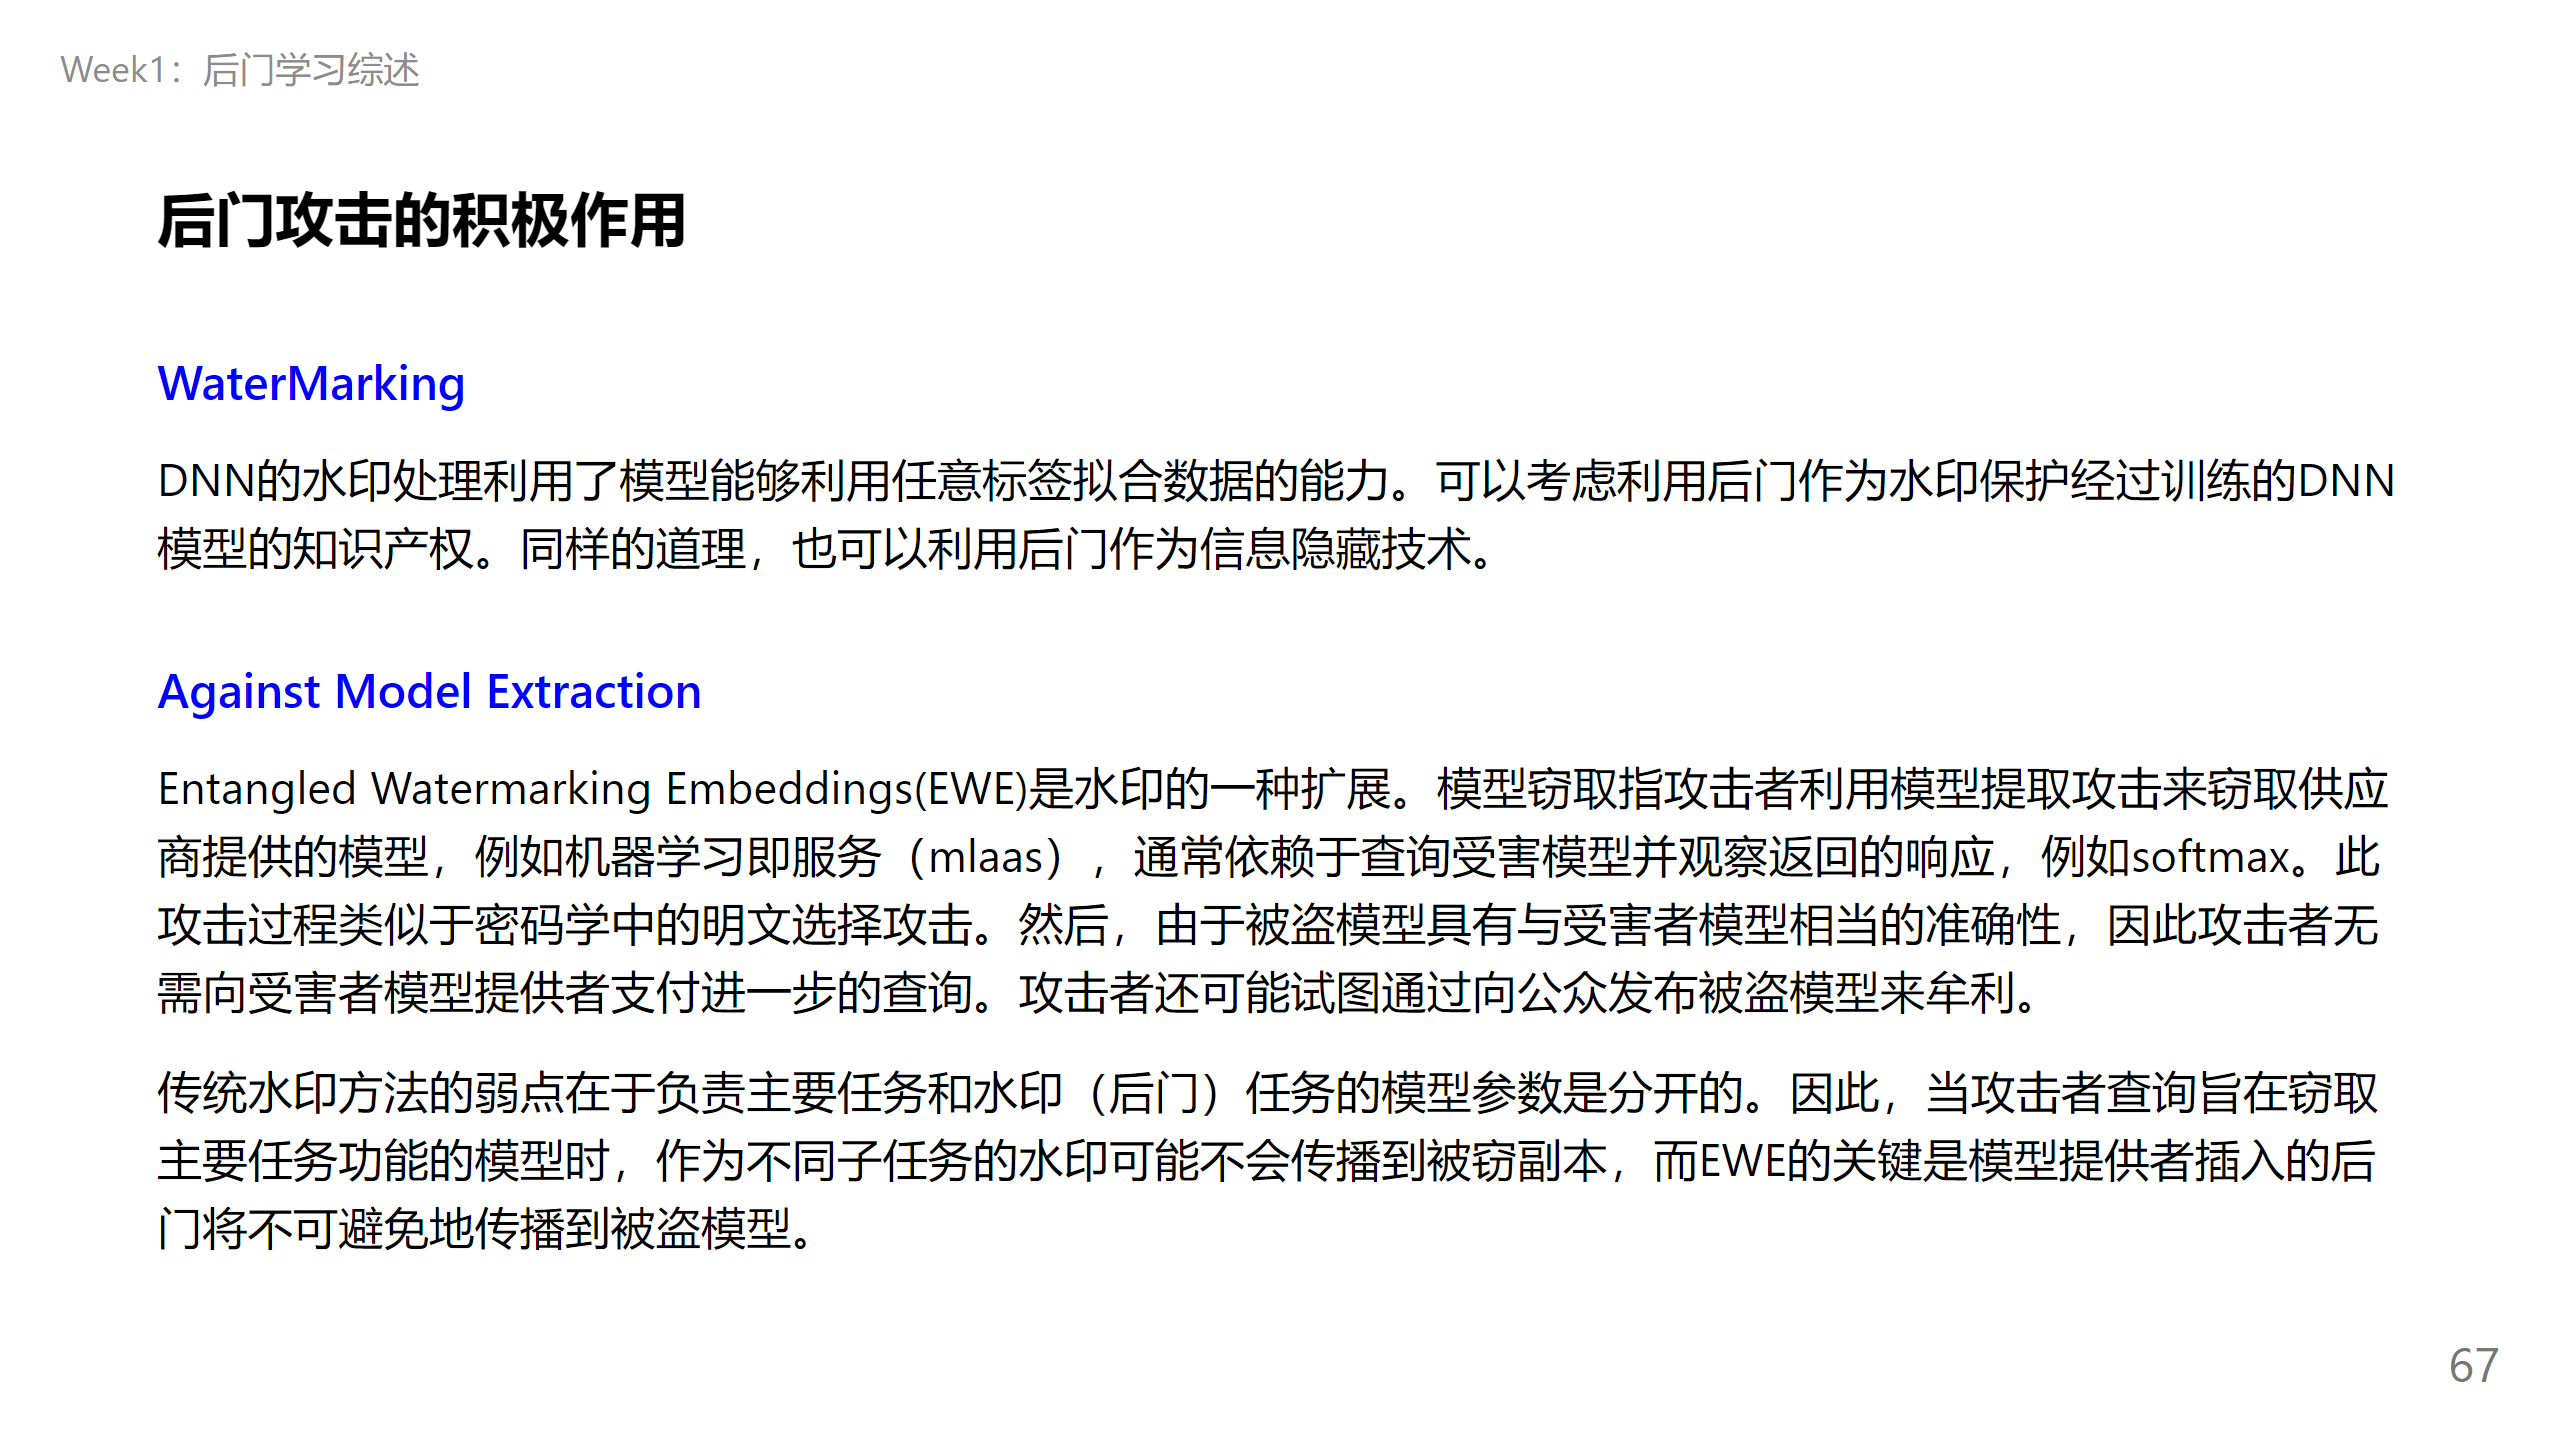 Week1：后门学习综述
后门攻击的积极作用
WaterMarking
DNN的水印处理利用了模型能够利用任意标签拟合数据的能力。可以考虑利用后门作为水印保护经过训练的DNN
模型的知识产权。同样的道理，也可以利用后门作为信息隐藏技术。
Against Model Extraction
Entangled Watermarking Embeddings(EWE)是水印的一种扩展。模型窃取指攻击者利用模型提取攻击来窃取供应
商提供的模型，例如机器学习即服务（mlaas），通常依赖于查询受害模型并观察返回的响应，例如softmax。此
攻击过程类似于密码学中的明文选择攻击。然后，由于被盗模型具有与受害者模型相当的准确性，因此攻击者无
需向受害者模型提供者支付进一步的查询。攻击者还可能试图通过向公众发布被盗模型来牟利。
传统水印方法的弱点在于负责主要任务和水印（后门）任务的模型参数是分开的。因此，当攻击者查询旨在窃取
主要任务功能的模型时，作为不同子任务的水印可能不会传播到被窃副本，而EWE的关键是模型提供者插入的后
门将不可避免地传播到被盗模型。
67